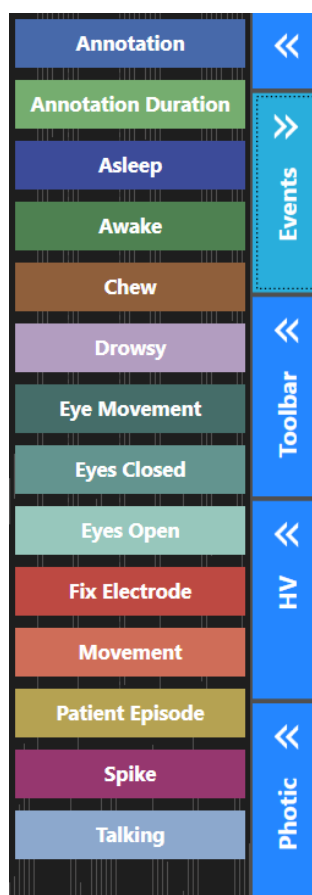 Annotation
Annotation Duration
Asleep
Awake
Chew
Drowsy
Eye Movement
Eyes Closed
Eyes Open
Fix Electrode
Movement
Patient Episode
Spike
Talking
Events
Toolbar
HV
Photic